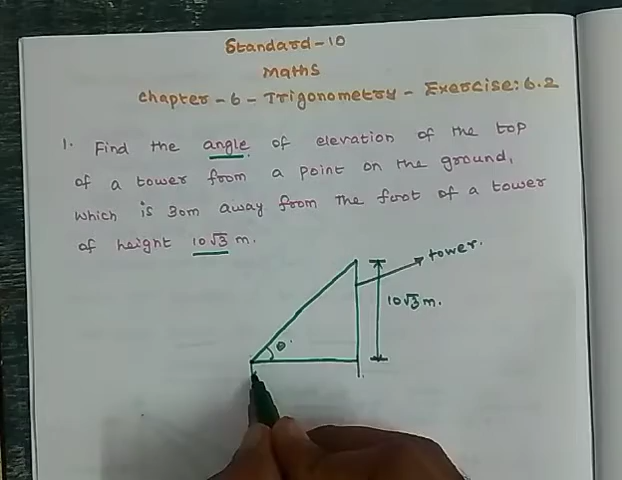 Standard-10
Maths
Chapter - 6 - Trigonometry - Exercise: 6.2
1. Find the angle of elevation of the top
of a tower from a point on the ground,
which is 30m away from the foot of a tower
of height 10√3 m.
tower.
10√3 m.
θ